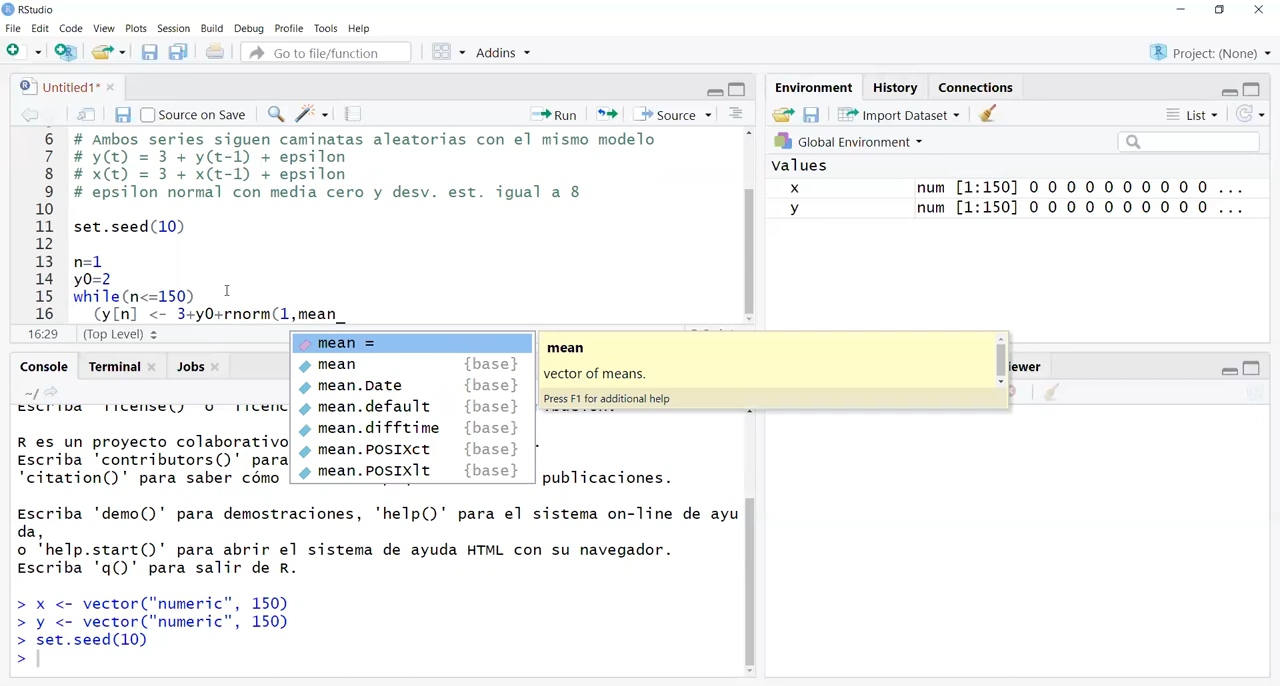 RStudio
File Edit Code View Plots Session Build Debug Profile Tools Help
Go to file/function Addins Project: (None)
Untitled1*
Source on Save Run Source
6 # Ambos series siguen caminatas aleatorias con el mismo modelo
7 # y(t) = 3 + y(t-1) + epsilon
8 # x(t) = 3 + x(t-1) + epsilon
9 # epsilon normal con media cero y desv. est. igual a 8
10
11 set.seed(10)
12
13 n=1
14 y0=2
15 while(n<=150)
16 (y[n] <- 3+y0+rnorm(1,mean_
16:29 (Top Level)
mean =
mean {base}
mean.Date {base}
mean.default {base}
mean.difftime {base}
mean.POSIXct {base}
mean.POSIXlt {base}
mean
vector of means.
Press F1 for additional help
Console Terminal Jobs
~/
R es un proyecto colaborativo
Escriba 'contributors()' para
'citation()' para saber cómo publicaciones.
Escriba 'demo()' para demostraciones, 'help()' para el sistema on-line de ayu
da,
o 'help.start()' para abrir el sistema de ayuda HTML con su navegador.
Escriba 'q()' para salir de R.
> x <- vector("numeric", 150)
> y <- vector("numeric", 150)
> set.seed(10)
>
Environment History Connections
Import Dataset List
Global Environment
Values
x num [1:150] 0 0 0 0 0 0 0 0 0 0 ...
y num [1:150] 0 0 0 0 0 0 0 0 0 0 ...
ewer